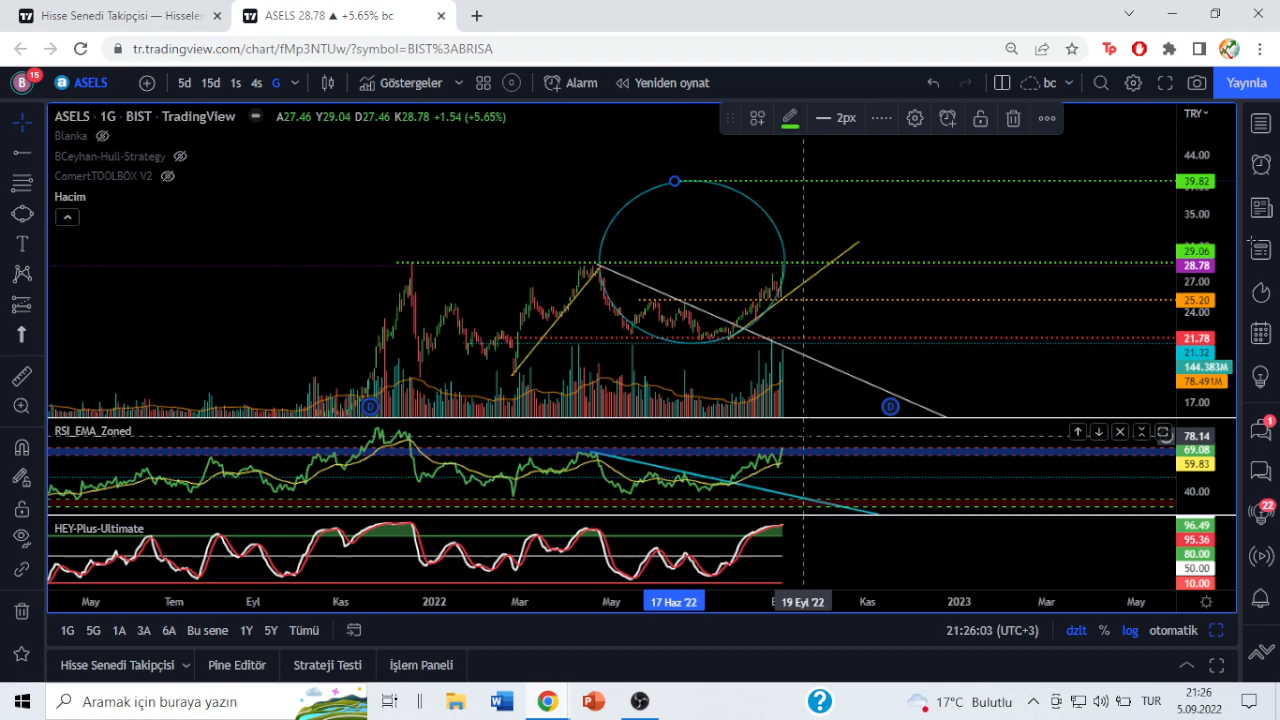 Hisse Senedi Takipçisi — Hisseler
ASELS 28.78 ▲ +5.65% bc
tr.tradingview.com/chart/fMp3NTUw/?symbol=BIST%3ABRISA
Tp
B 15 a ASELS 5d 15d 1s 4s G Göstergeler Alarm Yeniden oynat bc Yayınla
ASELS · 1G · BIST · TradingView A27.46 Y29.04 D27.46 K28.78 +1.54 (+5.65%)
2px
TRY
Blanka
BCeyhan-Hull-Strategy
ComertTOOLBOX V2
Hacim
44.00
39.82
35.00
29.06
28.78
27.00
25.20
24.00
21.78
21.32
144.383M
78.491M
17.00
D D
RSI_EMA_Zoned
78.14
69.08
59.83
40.00
HEY-Plus-Ultimate
96.49
95.36
80.00
50.00
10.00
May Tem Eyl Kas 2022 Mar May 17 Haz '22 19 Eyl '22 Kas 2023 Mar May
1
22
1G 5G 1A 3A 6A Bu sene 1Y 5Y Tümü 21:26:03 (UTC+3) dzlt % log otomatik
Hisse Senedi Takipçisi Pine Editör Strateji Testi İşlem Paneli
Aramak için buraya yazın 17°C Bulutlu TUR 21:26
5.09.2022